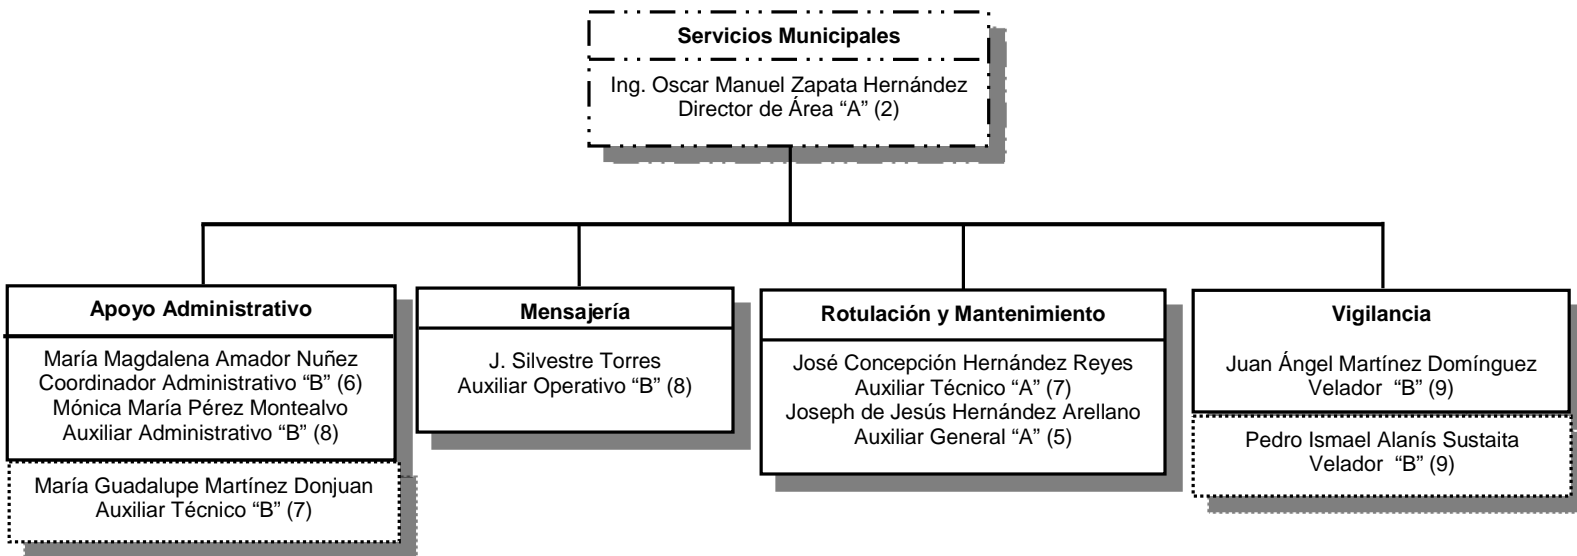 Servicios Municipales
Ing. Oscar Manuel Zapata Hernández
Director de Área “A” (2)
Apoyo Administrativo
María Magdalena Amador Nuñez
Coordinador Administrativo “B” (6)
Mónica María Pérez Montealvo
Auxiliar Administrativo “B” (8)
María Guadalupe Martínez Donjuan
Auxiliar Técnico “B” (7)
Mensajería
J. Silvestre Torres
Auxiliar Operativo “B” (8)
Rotulación y Mantenimiento
José Concepción Hernández Reyes
Auxiliar Técnico “A” (7)
Joseph de Jesús Hernández Arellano
Auxiliar General “A” (5)
Vigilancia
Juan Ángel Martínez Domínguez
Velador “B” (9)
Pedro Ismael Alanís Sustaita
Velador “B” (9)